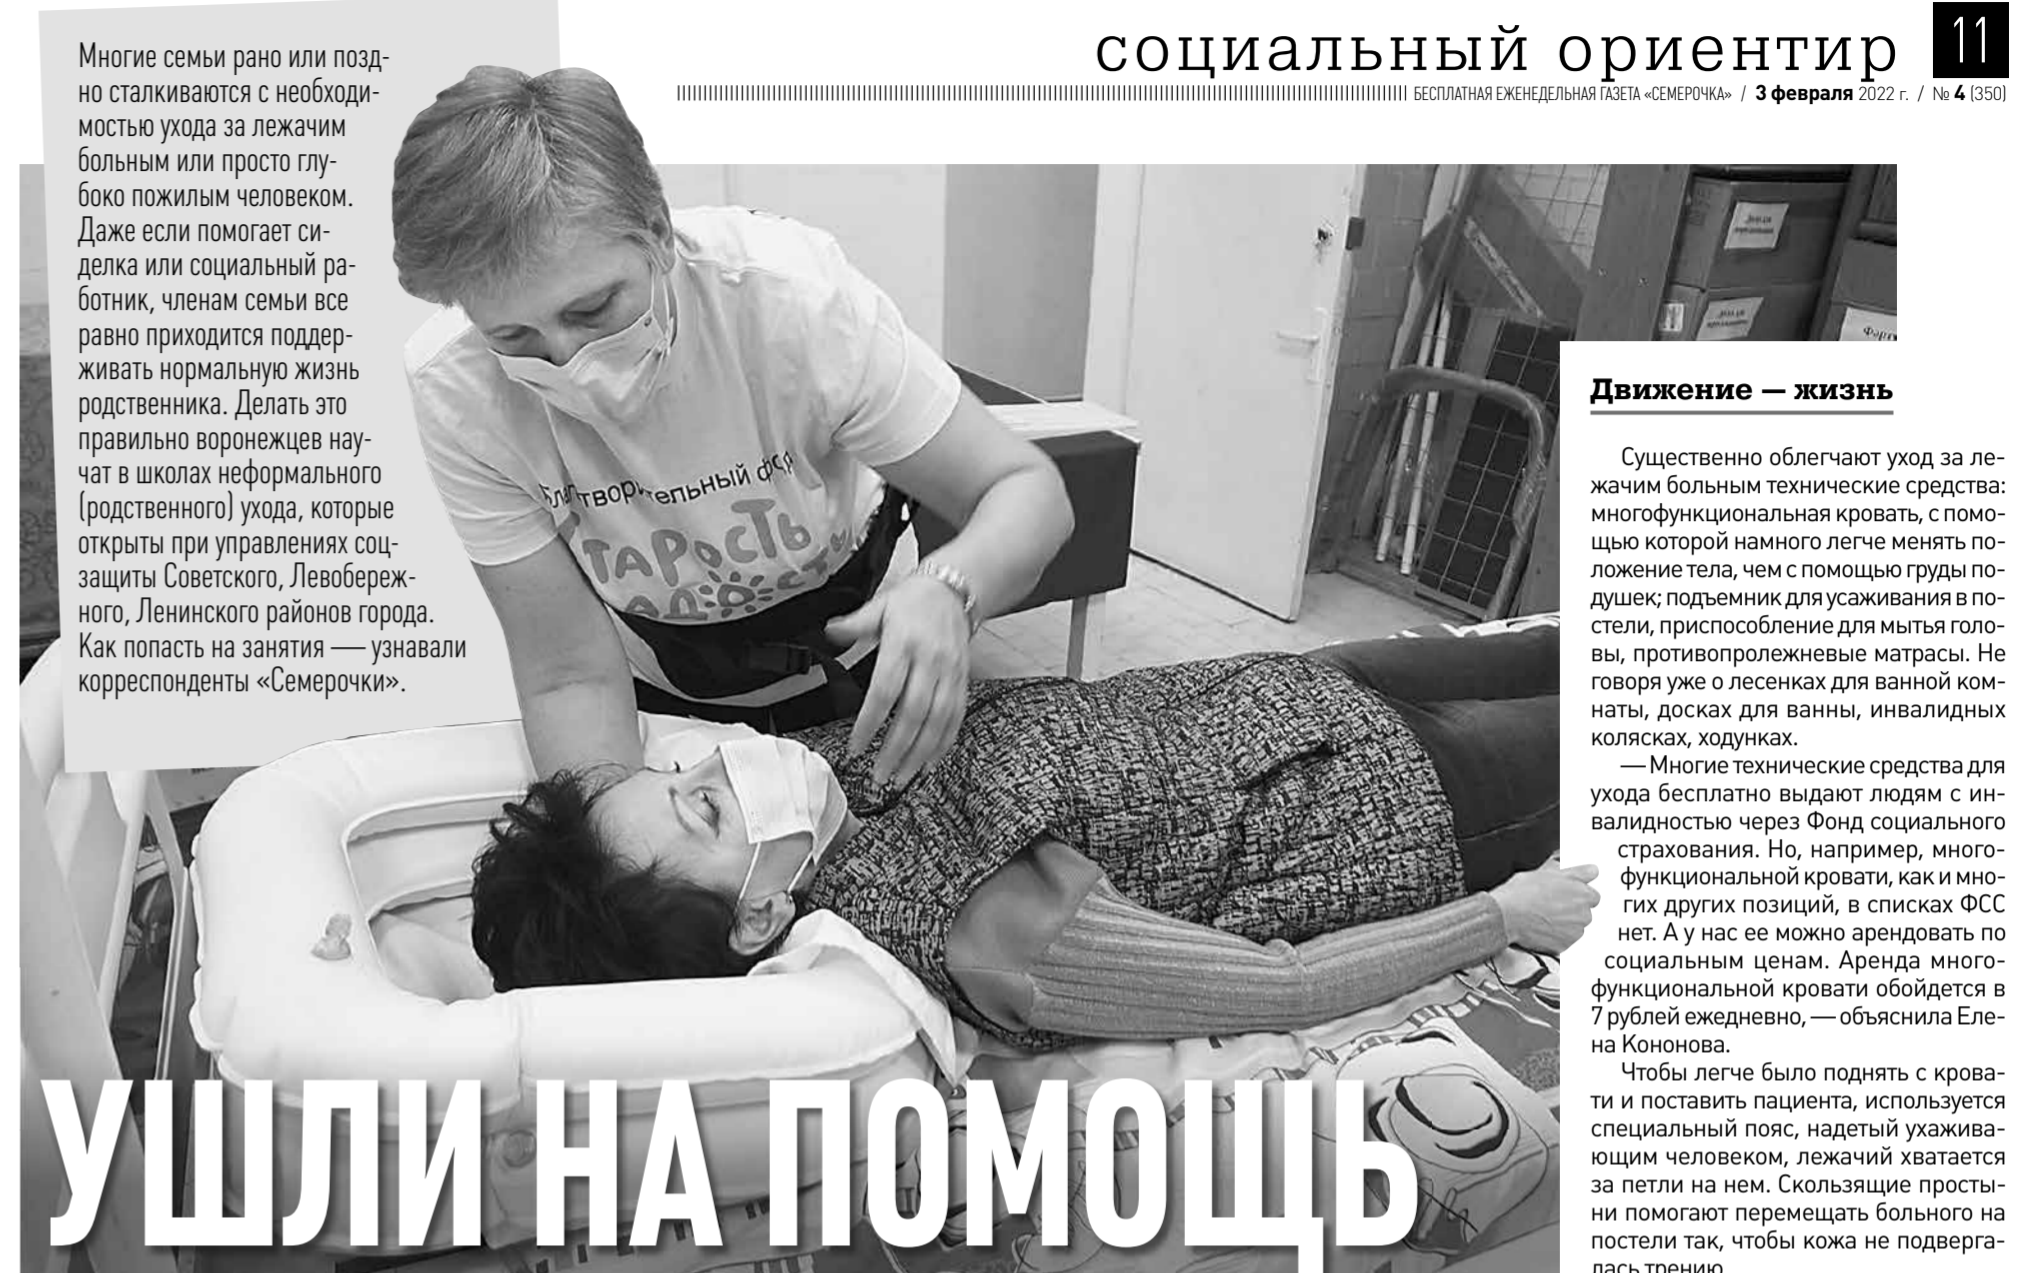 социальный ориентир
11
БЕСПЛАТНАЯ ЕЖЕНЕДЕЛЬНАЯ ГАЗЕТА «СЕМЕРОЧКА» / 3 февраля 2022 г. / № 4 (350)
Многие семьи рано или позд-
но сталкиваются с необходи-
мостью ухода за лежачим
больным или просто глу-
боко пожилым человеком.
Даже если помогает си-
делка или социальный ра-
ботник, членам семьи все
равно приходится поддер-
живать нормальную жизнь
родственника. Делать это
правильно воронежцев нау-
чат в школах неформального
(родственного) ухода, которые
открыты при управлениях соц-
защиты Советского, Левобереж-
ного, Ленинского районов города.
Как попасть на занятия — узнавали
корреспонденты «Семерочки».
СТАРОСТЬ
УШЛИ НА ПОМОЩЬ
Движение — жизнь
Существенно облегчают уход за ле-
жачим больным технические средства:
многофункциональная кровать, с помо-
щью которой намного легче менять по-
ложение тела, чем с помощью груды по-
душек; подъемник для усаживания в по-
стели, приспособление для мытья голо-
вы, противопролежневые матрасы. Не
говоря уже о лесенках для ванной ком-
наты, досках для ванны, инвалидных
колясках, ходунках.
— Многие технические средства для
ухода бесплатно выдают людям с ин-
валидностью через Фонд социального
страхования. Но, например, много-
функциональной кровати, как и мно-
гих других позиций, в списках ФСС
нет. А у нас ее можно арендовать по
социальным ценам. Аренда много-
функциональной кровати обойдется в
7 рублей ежедневно, — объяснила Еле-
на Кононова.
Чтобы легче было поднять с крова-
ти и поставить пациента, используется
специальный пояс, надетый ухажива-
ющим человеком, лежачий хватается
за петли на нем. Скользящие просты-
ни помогают перемещать больного на
постели так, чтобы кожа не подверга-
лась трению.